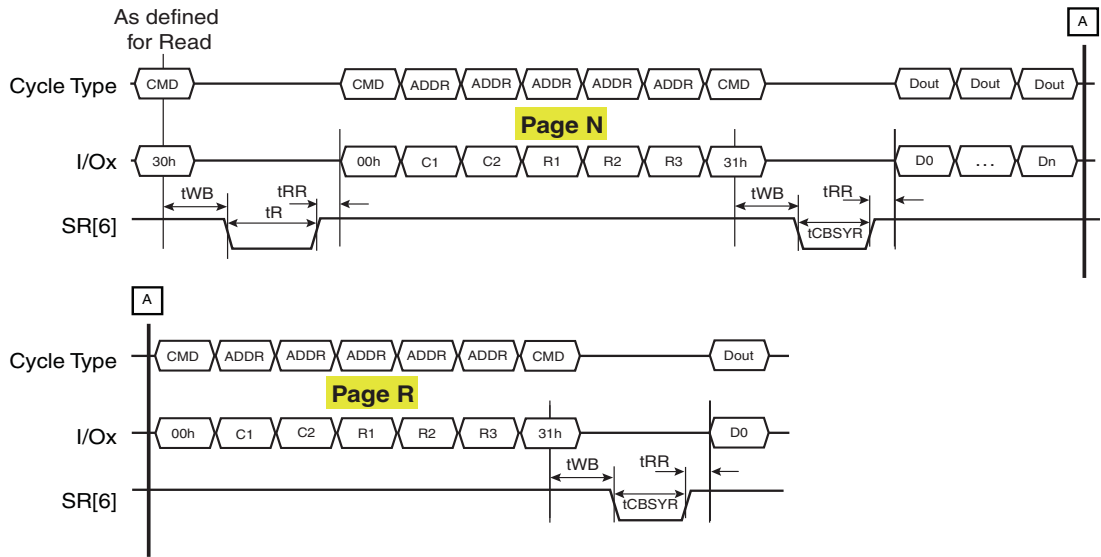 As defined
for Read
A
Cycle Type CMD CMD ADDR ADDR ADDR ADDR ADDR CMD Dout Dout Dout
Page N
I/Ox 30h 00h C1 C2 R1 R2 R3 31h D0 ... Dn
tWB tRR tWB tRR
tR
SR[6] tCBSYR
A
Cycle Type CMD ADDR ADDR ADDR ADDR ADDR CMD Dout
Page R
I/Ox 00h C1 C2 R1 R2 R3 31h D0
tWB tRR
SR[6] tCBSYR